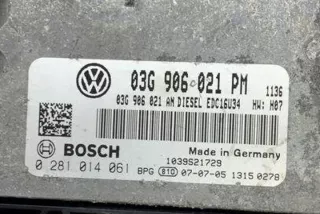 03G 906 021 PM 1136
03G 906 021 AN DIESEL EDC16U34 HW: H07
BOSCH
Made in Germany
0 281 014 061
1039S21729
BPG BTC 07-07-05 1315 0278